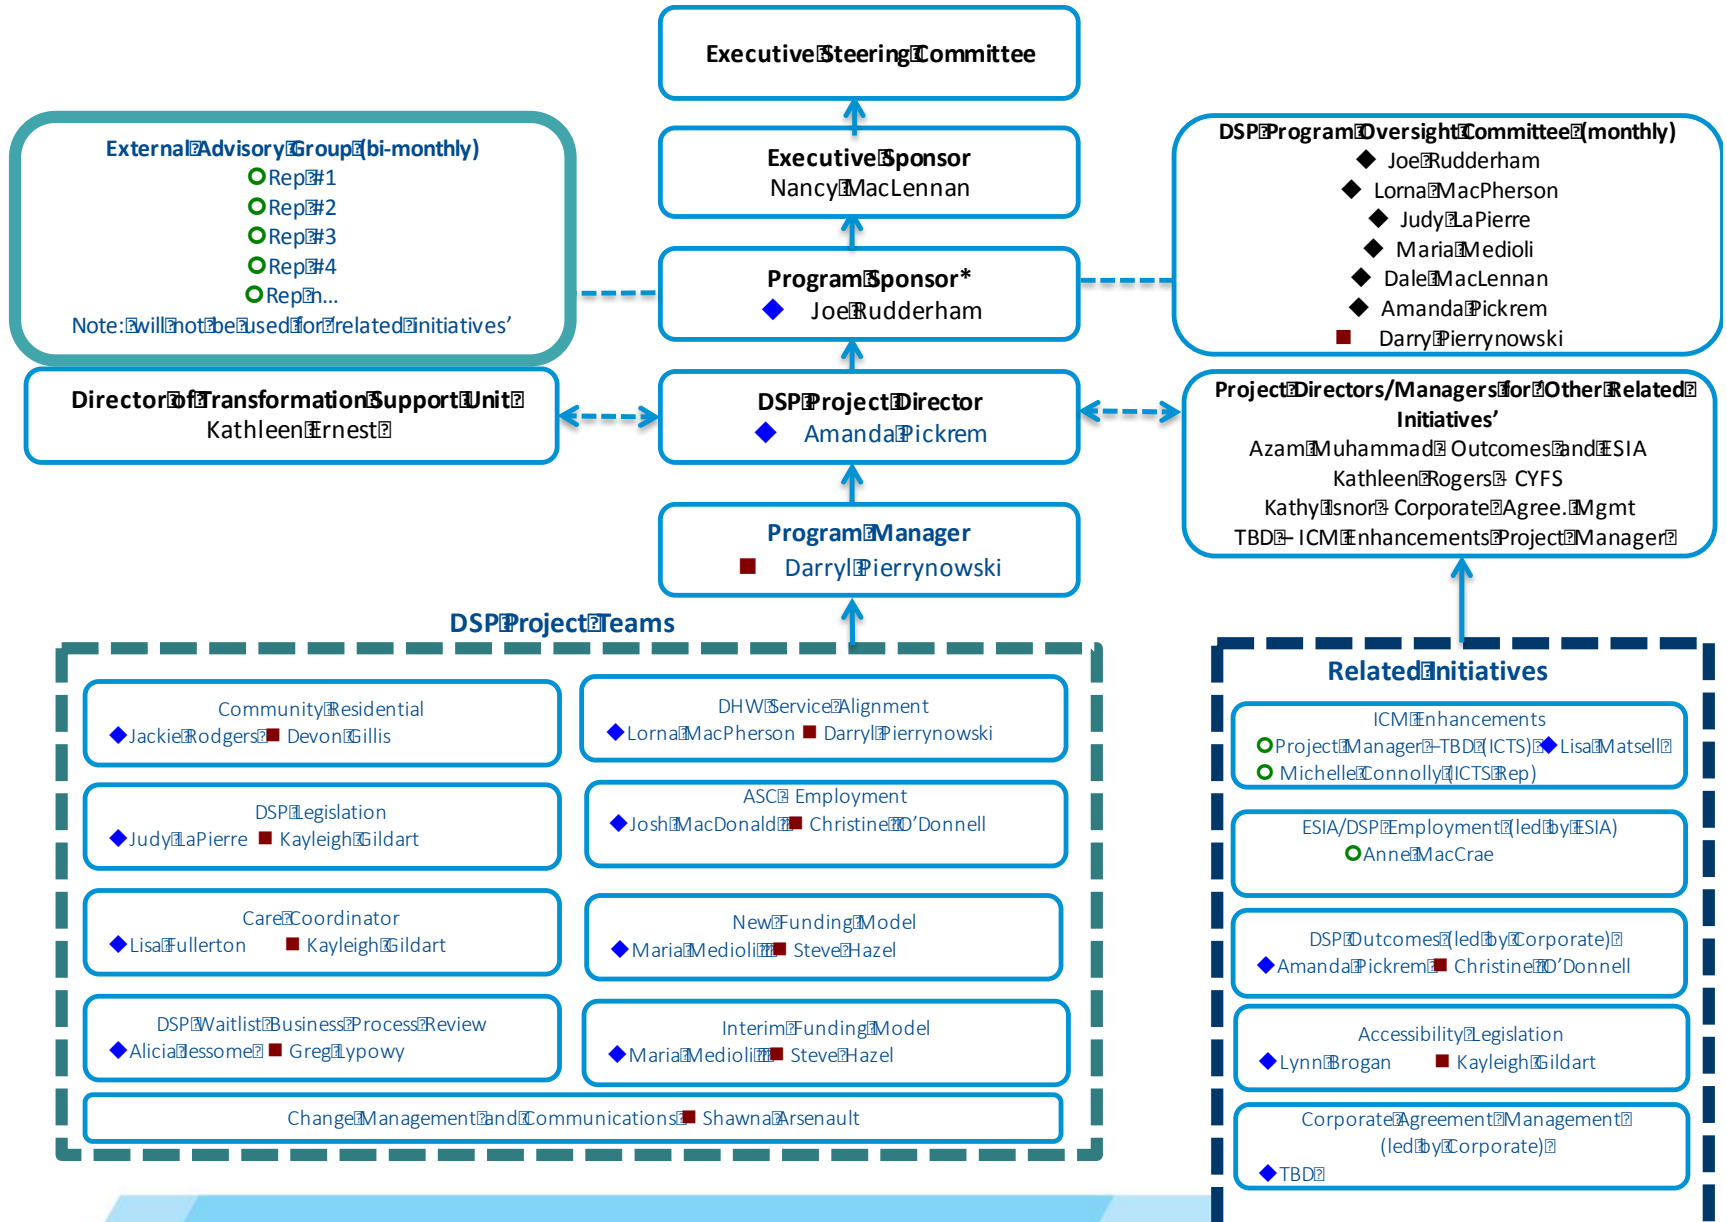 Executive Steering Committee
External Advisory Group (bi-monthly)
Rep #1
Rep #2
Rep #3
Rep #4
Rep n...
Note: will not be used for 'related initiatives'
Executive Sponsor
Nancy MacLennan
DSP Program Oversight Committee (monthly)
Joe Rudderham
Lorna MacPherson
Judy LaPierre
Maria Medioli
Dale MacLennan
Amanda Pickrem
Darry Pierrynowski
Program Sponsor*
Joe Rudderham
Director of Transformation Support Unit
Kathleen Ernest
DSP Project Director
Amanda Pickrem
Project Directors/Managers for 'Other Related
Initiatives'
Azam Muhammad - Outcomes and ESIA
Kathleen Rogers - CYFS
Kathy Isnor - Corporate Agree. Mgmt
TBD – ICM Enhancements Project Manager
Program Manager
Darryl Pierrynowski
DSP Project Teams
Community Residential
Jackie Rodgers Devon Gillis
DHW Service Alignment
Lorna MacPherson Darryl Pierrynowski
DSP Legislation
Judy LaPierre Kayleigh Gildart
ASC - Employment
Josh MacDonald Christine O'Donnell
Care Coordinator
Lisa Fullerton Kayleigh Gildart
New Funding Model
Maria Medioli Steve Hazel
DSP Waitlist Business Process Review
Alicia Jessome Greg Lypowy
Interim Funding Model
Maria Medioli Steve Hazel
Change Management and Communications Shawna Arsenault
Related Initiatives
ICM Enhancements
Project Manager – TBD (ICTS) Lisa Matsell
Michelle Connolly (ICTS Rep)
ESIA/DSP Employment (led by ESIA)
Anne MacCrae
DSP Outcomes (led by Corporate)
Amanda Pickrem Christine O'Donnell
Accessibility Legislation
Lynn Brogan Kayleigh Gildart
Corporate Agreement Management
(led by Corporate)
TBD